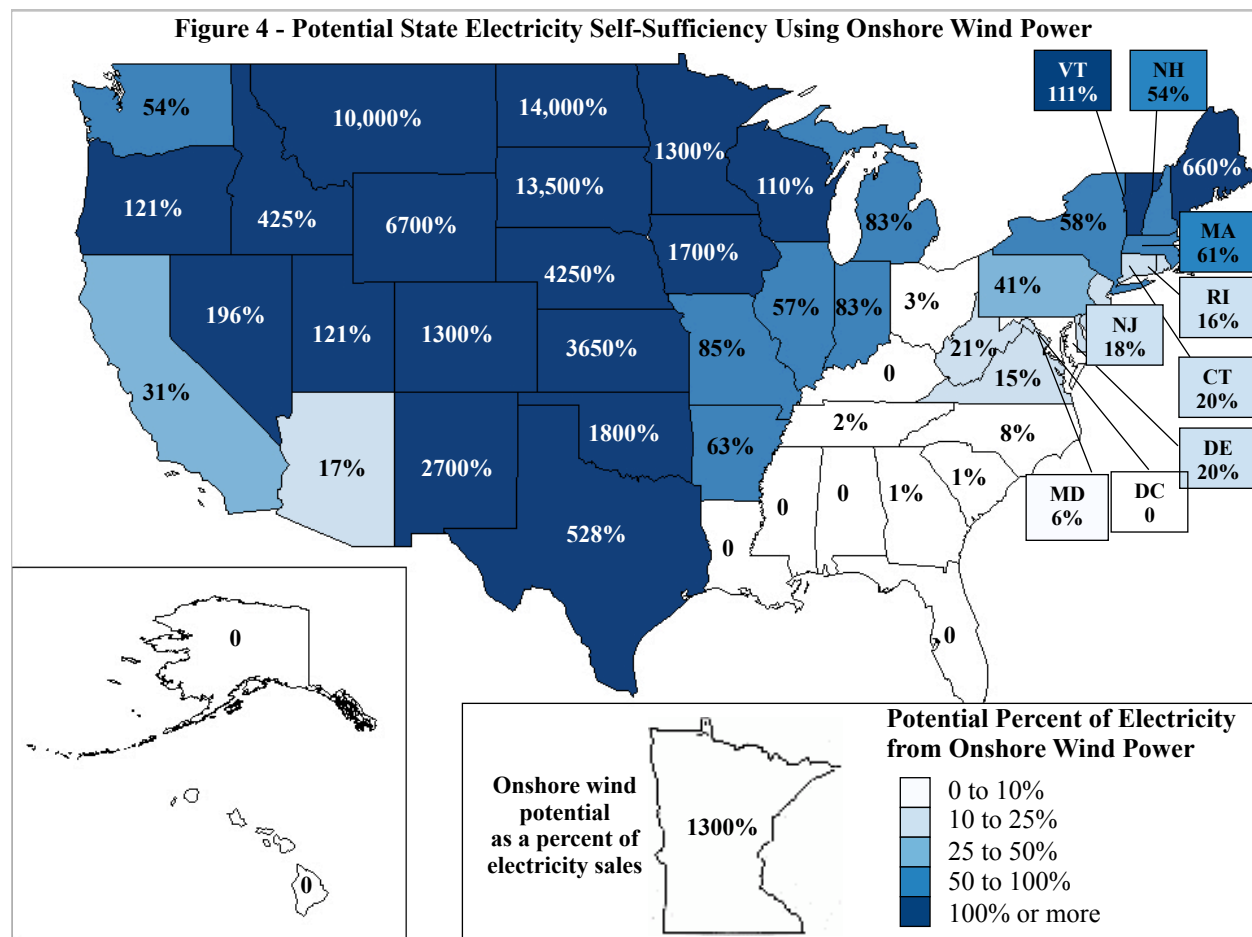 Figure 4 - Potential State Electricity Self-Sufficiency Using Onshore Wind Power
VT
111%
NH
54%
54%
10,000%
14,000%
1300%
660%
121%
425%
6700%
13,500%
110%
83%
58%
MA
61%
196%
121%
1300%
4250%
1700%
57%
83%
3%
41%
RI
16%
NJ
18%
31%
3650%
85%
0
21%
15%
CT
20%
17%
2700%
1800%
63%
2%
8%
DE
20%
528%
0
0
0
1%
1%
MD
6%
DC
0
0
0
0
Onshore wind
potential
as a percent of
electricity sales
1300%
Potential Percent of Electricity
from Onshore Wind Power
0 to 10%
10 to 25%
25 to 50%
50 to 100%
100% or more